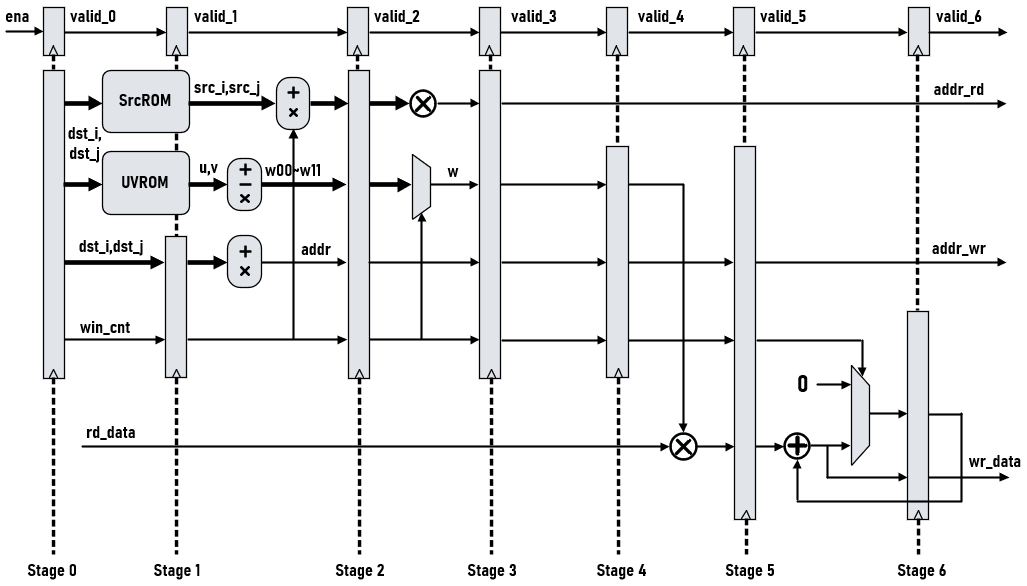 ena
valid_0
valid_1
valid_2
valid_3
valid_4
valid_5
valid_6
SrcROM
src_i,src_j
+
×
×
addr_rd
dst_i,
dst_j
UVROM
u,v
+
−
×
w00~w11
w
dst_i,dst_j
+
×
addr
addr_wr
win_cnt
0
rd_data
×
+
wr_data
Stage 0
Stage 1
Stage 2
Stage 3
Stage 4
Stage 5
Stage 6